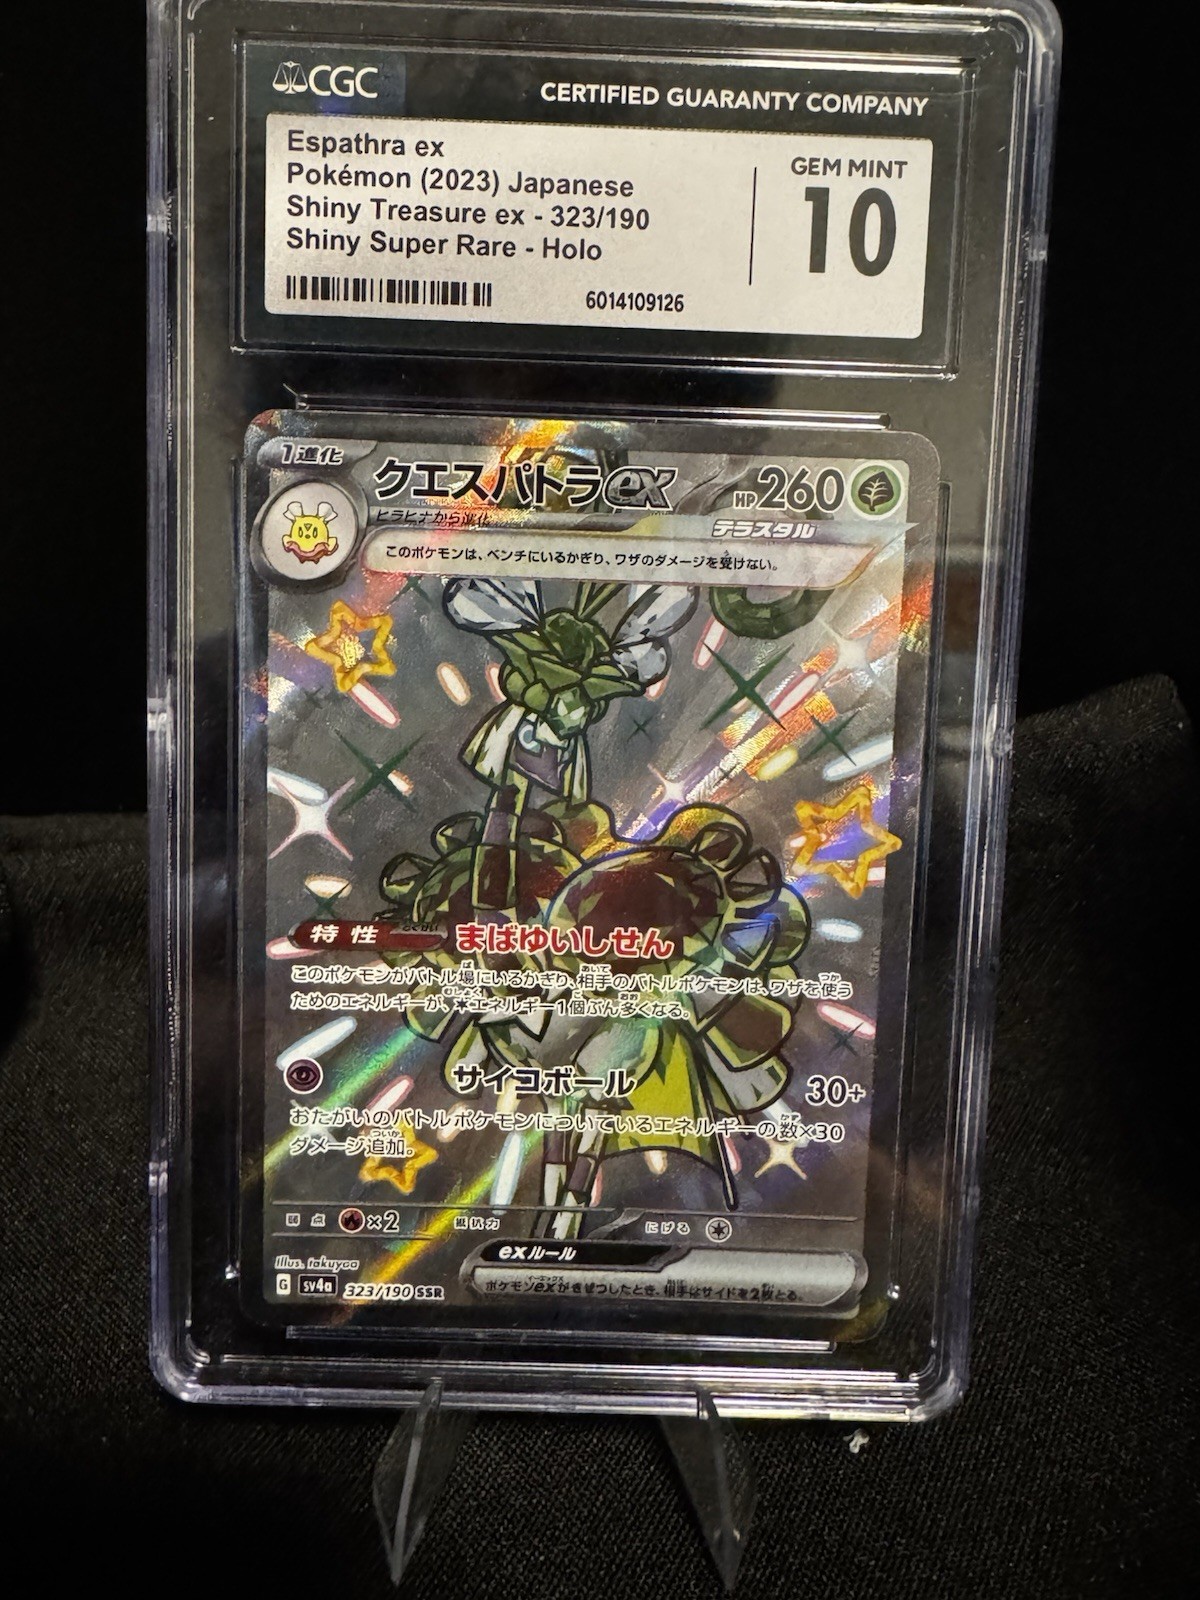 CGC
CERTIFIED GUARANTY COMPANY
Espathra ex
Pokémon (2023) Japanese
Shiny Treasure ex - 323/190
Shiny Super Rare - Holo
GEM MINT
10
6014109126
1進化
クエスパトラex
HP260
ヒラヒナから進化
テラスタル
このポケモンは、ベンチにいるかぎり、ワザのダメージを受けない。
特性
まばゆいしせん
このポケモンがバトル場にいるかぎり、相手のバトルポケモンは、ワザを使う
ためのエネルギーが、エネルギー1個ぶん多くなる。
サイコボール 30+
おたがいのバトルポケモンについているエネルギーの数×30
ダメージ追加。
弱点 ×2 抵抗力 にげる
exルール
Illus. takuyoa
ポケモンexがきぜつしたとき、相手はサイドを2枚とる。
G sv4a 323/190 SSR